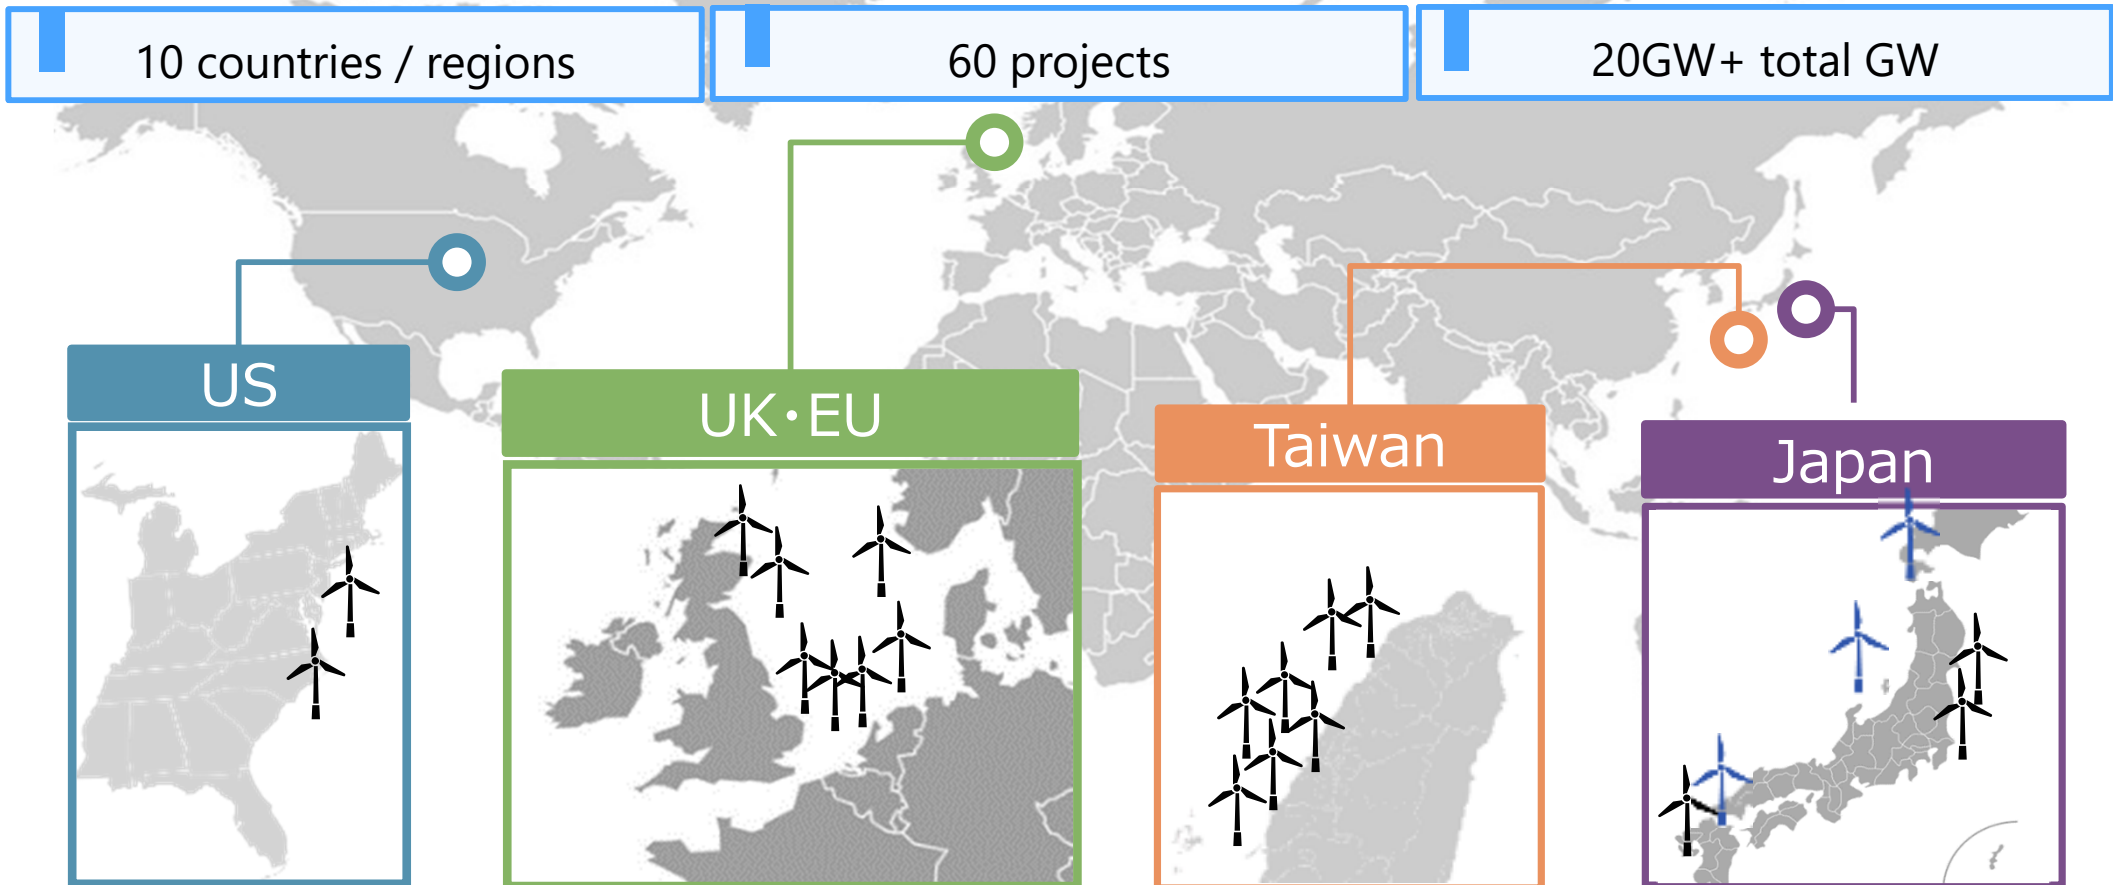 10 countries / regions
60 projects
20GW+ total GW
US
UK・EU
Taiwan
Japan